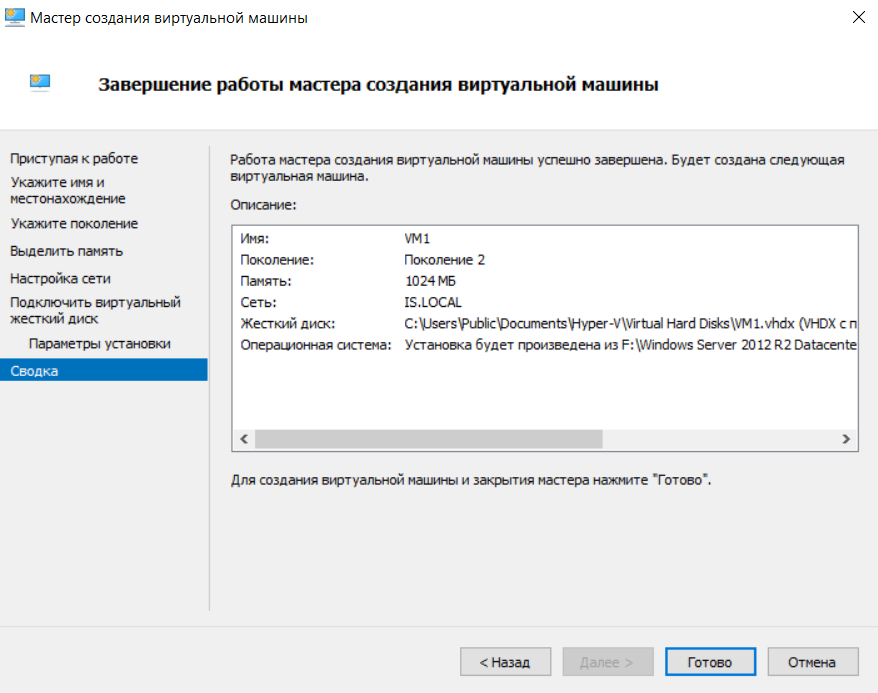 Мастер создания виртуальной машины
Завершение работы мастера создания виртуальной машины
Приступая к работе
Укажите имя и
местонахождение
Укажите поколение
Выделить память
Настройка сети
Подключить виртуальный
жесткий диск
Параметры установки
Сводка
Работа мастера создания виртуальной машины успешно завершена. Будет создана следующая
виртуальная машина.
Описание:
Имя: VM1
Поколение: Поколение 2
Память: 1024 МБ
Сеть: IS.LOCAL
Жесткий диск: C:\Users\Public\Documents\Hyper-V\Virtual Hard Disks\VM1.vhdx (VHDX с п
Операционная система: Установка будет произведена из F:\Windows Server 2012 R2 Datacente
Для создания виртуальной машины и закрытия мастера нажмите "Готово".
< Назад
Далее >
Готово
Отмена